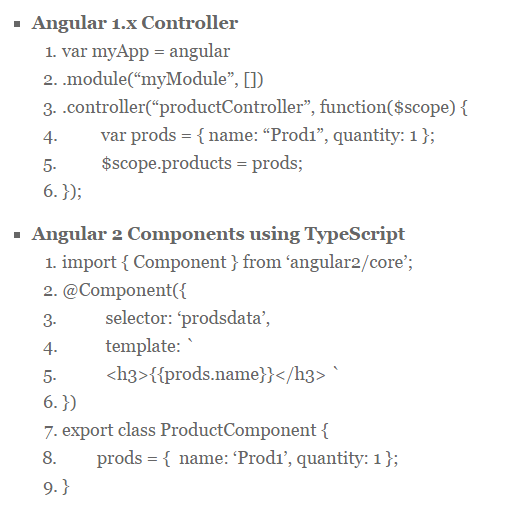 ▪ Angular 1.x Controller
1. var myApp = angular
2. .module(“myModule”, [])
3. .controller(“productController”, function($scope) {
4. var prods = { name: “Prod1”, quantity: 1 };
5. $scope.products = prods;
6. });
▪ Angular 2 Components using TypeScript
1. import { Component } from ‘angular2/core’;
2. @Component({
3. selector: ‘prodsdata’,
4. template: `
5. <h3>{{prods.name}}</h3> `
6. })
7. export class ProductComponent {
8. prods = { name: ‘Prod1’, quantity: 1 };
9. }